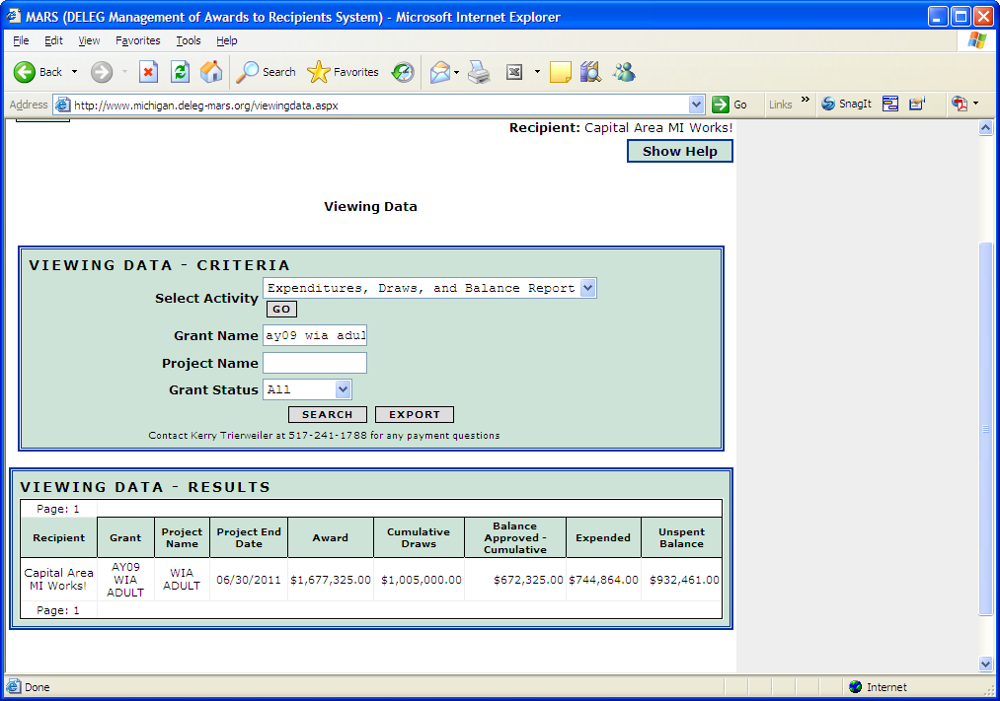 MARS (DELEG Management of Awards to Recipients System) - Microsoft Internet Explorer
File Edit View Favorites Tools Help
Back Search Favorites
Address http://www.michigan.deleg-mars.org/viewingdata.aspx Go Links » SnagIt
Recipient: Capital Area MI Works!
Show Help
Viewing Data
VIEWING DATA - CRITERIA
Select Activity Expenditures, Draws, and Balance Report
GO
Grant Name ay09 wia adul
Project Name
Grant Status All
SEARCH EXPORT
Contact Kerry Trierweiler at 517-241-1788 for any payment questions
VIEWING DATA - RESULTS
Page: 1
Recipient Grant Project Name Project End Date Award Cumulative Draws Balance Approved - Cumulative Expended Unspent Balance
Capital Area MI Works! AY09 WIA ADULT WIA ADULT 06/30/2011 $1,677,325.00 $1,005,000.00 $672,325.00 $744,864.00 $932,461.00
Page: 1
Done Internet